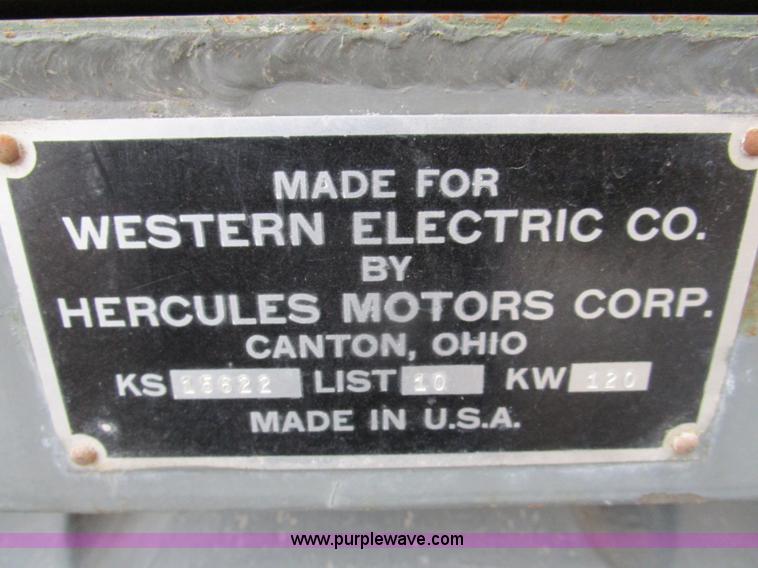 MADE FOR
WESTERN ELECTRIC CO.
BY
HERCULES MOTORS CORP.
CANTON, OHIO
KS 15622 LIST 10 KW 120
MADE IN U.S.A.
www.purplewave.com